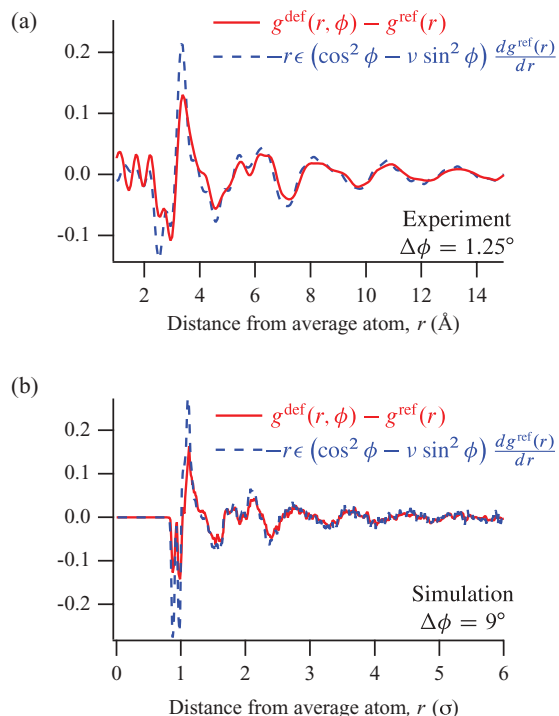 (a)
g^def(r, ϕ) − g^ref(r)
−rϵ (cos² ϕ − ν sin² ϕ) dg^ref(r)/dr
0.2
0.1
0.0
-0.1
Experiment
Δϕ = 1.25°
2 4 6 8 10 12 14
Distance from average atom, r (Å)
(b)
g^def(r, ϕ) − g^ref(r)
−rϵ (cos² ϕ − ν sin² ϕ) dg^ref(r)/dr
0.2
0.1
0.0
-0.1
-0.2
Simulation
Δϕ = 9°
0 1 2 3 4 5 6
Distance from average atom, r (σ)